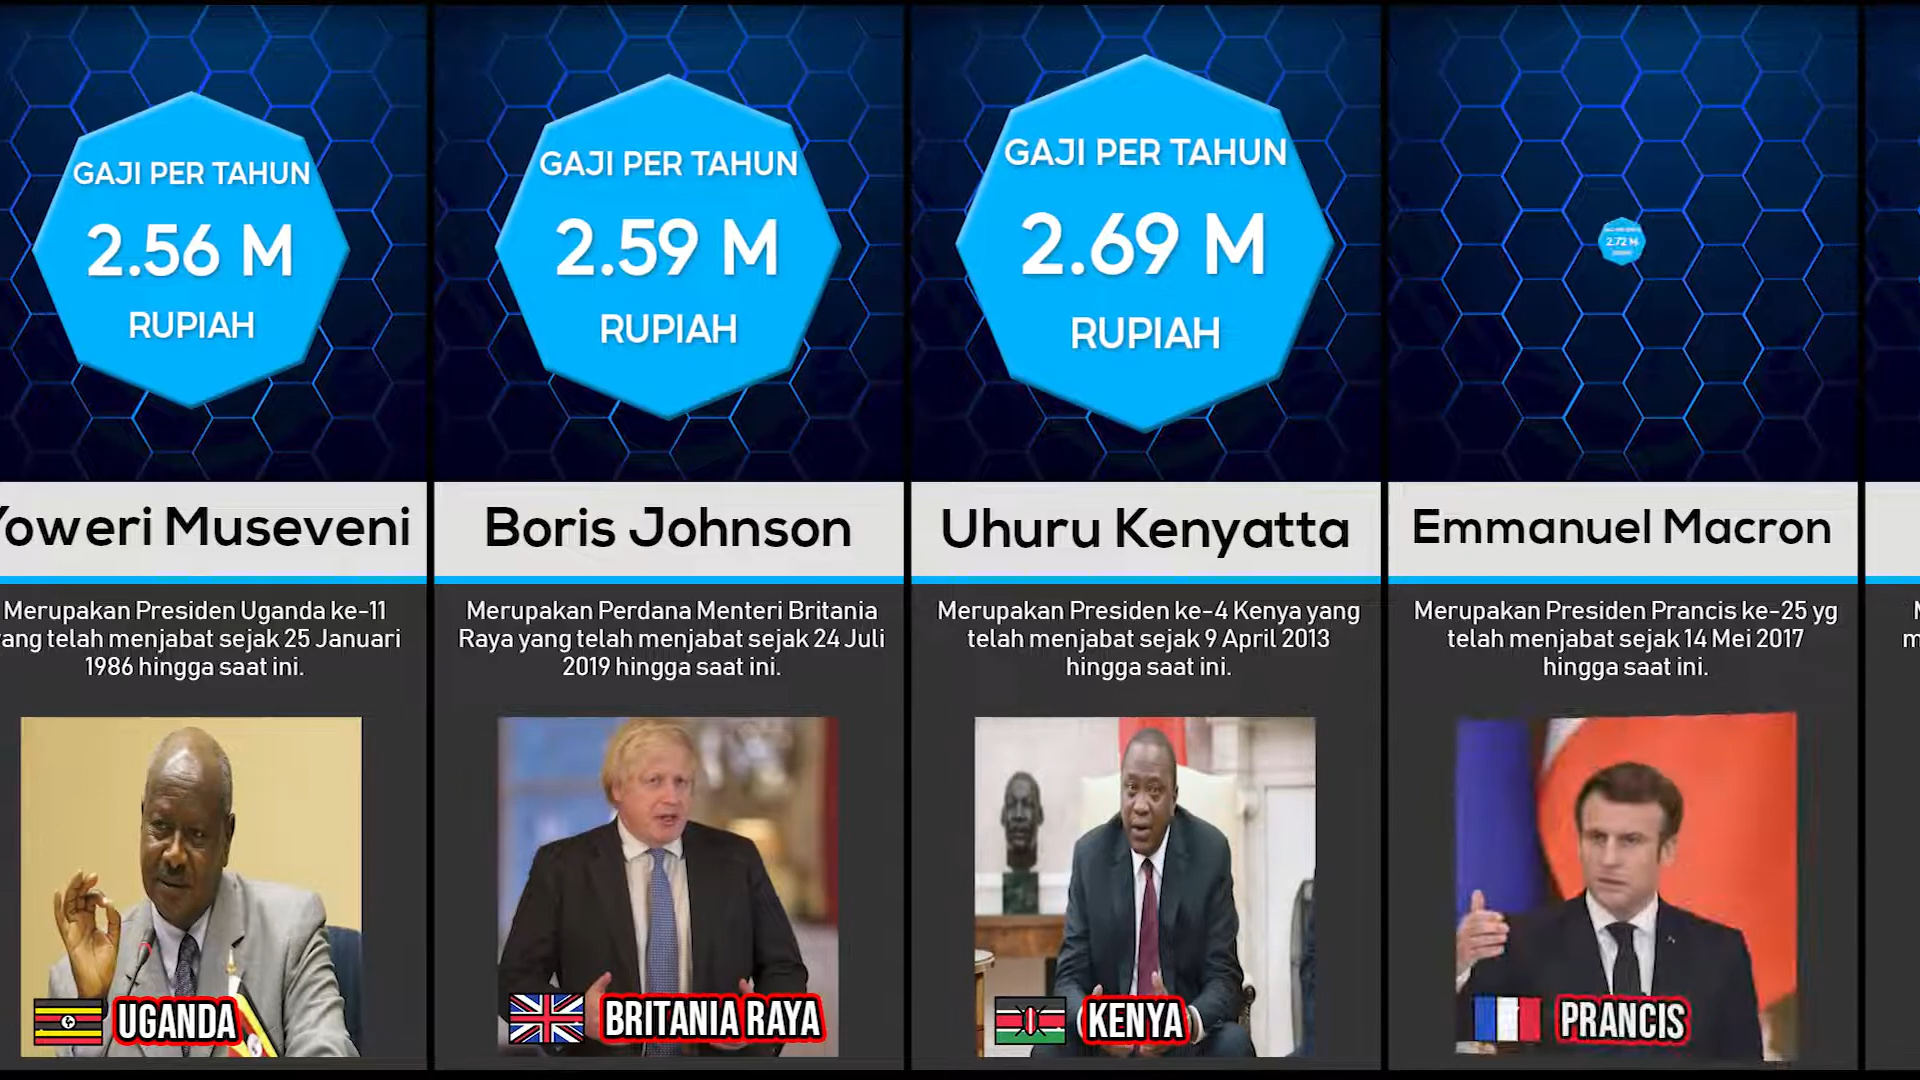 GAJI PER TAHUN
2.56 M
RUPIAH
Yoweri Museveni
Merupakan Presiden Uganda ke-11
yang telah menjabat sejak 25 Januari
1986 hingga saat ini.
UGANDA
GAJI PER TAHUN
2.59 M
RUPIAH
Boris Johnson
Merupakan Perdana Menteri Britania
Raya yang telah menjabat sejak 24 Juli
2019 hingga saat ini.
BRITANIA RAYA
GAJI PER TAHUN
2.69 M
RUPIAH
Uhuru Kenyatta
Merupakan Presiden ke-4 Kenya yang
telah menjabat sejak 9 April 2013
hingga saat ini.
KENYA
2.72 M
Emmanuel Macron
Merupakan Presiden Prancis ke-25 yg
telah menjabat sejak 14 Mei 2017
hingga saat ini.
PRANCIS